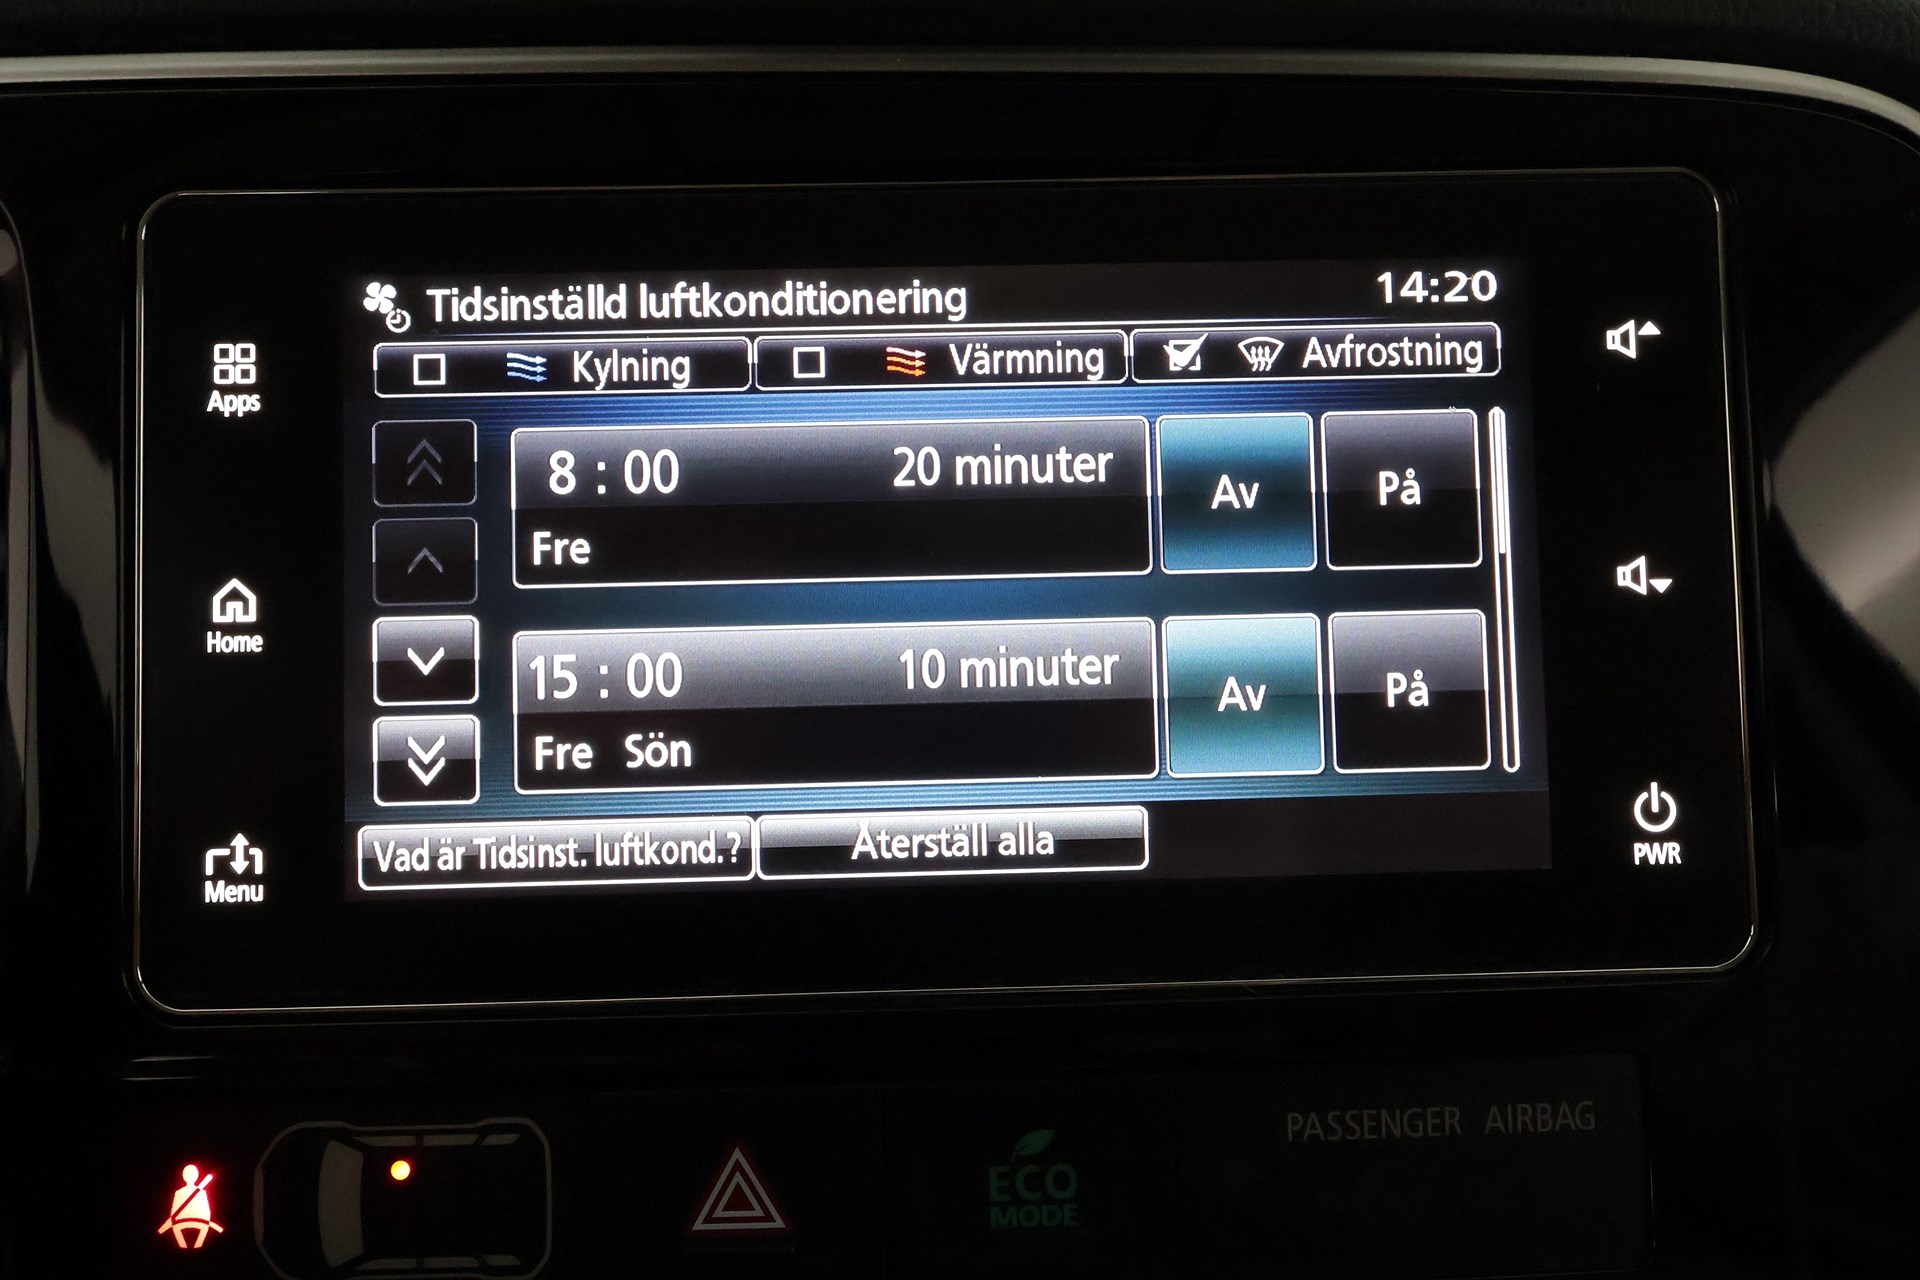 Tidsinställd luftkonditionering
14:20
Kylning
Värmning
Avfrostning
Apps
8 : 00
20 minuter
Av
På
Fre
Home
15 : 00
10 minuter
Av
På
Fre Sön
Vad är Tidsinst. luftkond.?
Återställ alla
Menu
PWR
PASSENGER AIRBAG
ECO
MODE